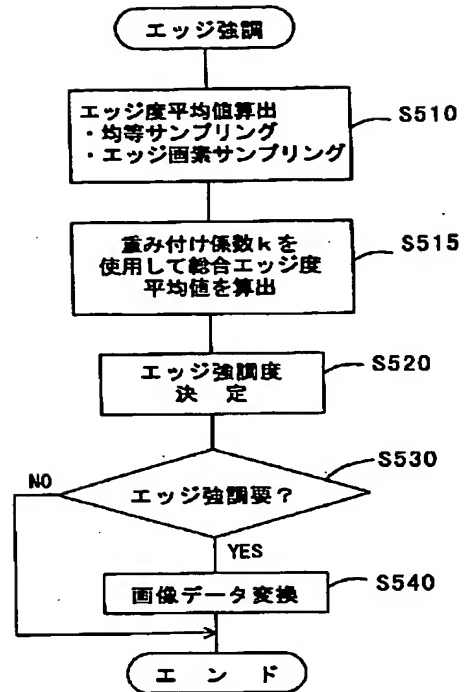 エッジ強調
エッジ度平均値算出
・均等サンプリング
・エッジ画素サンプリング
S510
重み付け係数kを
使用して総合エッジ度
平均値を算出
S515
エッジ強調度
決 定
S520
エッジ強調要?
S530
NO
YES
画像データ変換
S540
エ ン ド